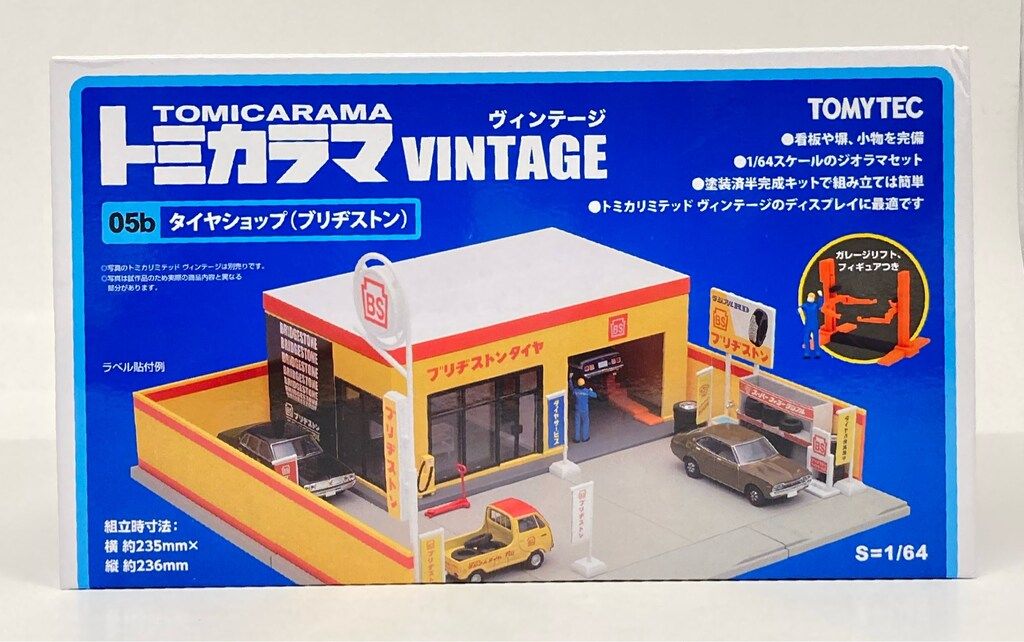 TOMICARAMA
トミカラマ
ヴィンテージ
VINTAGE
TOMYTEC
●看板や塀、小物を完備
●1/64スケールのジオラマセット
●塗装済半完成キットで組み立ては簡単
●トミカリミテッド ヴィンテージのディスプレイに最適です
05b タイヤショップ(ブリヂストン)
○写真のトミカリミテッド ヴィンテージは別売りです。
○写真は試作品のため実際の商品内容と異なる
部分があります。
ガレージリフト、
フィギュアつき
ラベル貼付例
BS
BRIDGESTONE
BRIDGESTONE
BRIDGESTONE
BRIDGESTONE
BRIDGESTONE
ブリヂストン
ブリヂストンタイヤ
BS
ブリヂストン
タイヤサービス
BS
ブリヂストン
BS
ブリヂストン
組立時寸法：
横 約235mm×
縦 約236mm
S=1/64